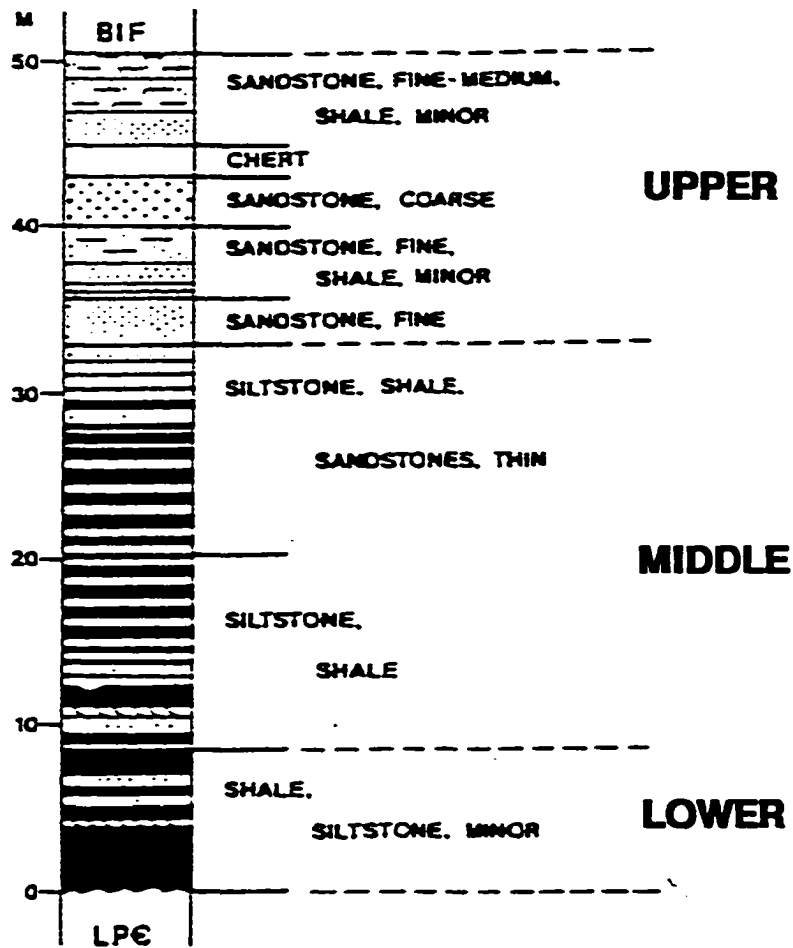 M
BIF
50
SANDSTONE, FINE-MEDIUM,
SHALE, MINOR
CHERT
UPPER
SANDSTONE, COARSE
40
SANDSTONE, FINE,
SHALE, MINOR
SANDSTONE, FINE
30
SILTSTONE, SHALE,
SANDSTONES, THIN
20
MIDDLE
SILTSTONE,
SHALE
10
SHALE,
LOWER
SILTSTONE, MINOR
0
LPЄ